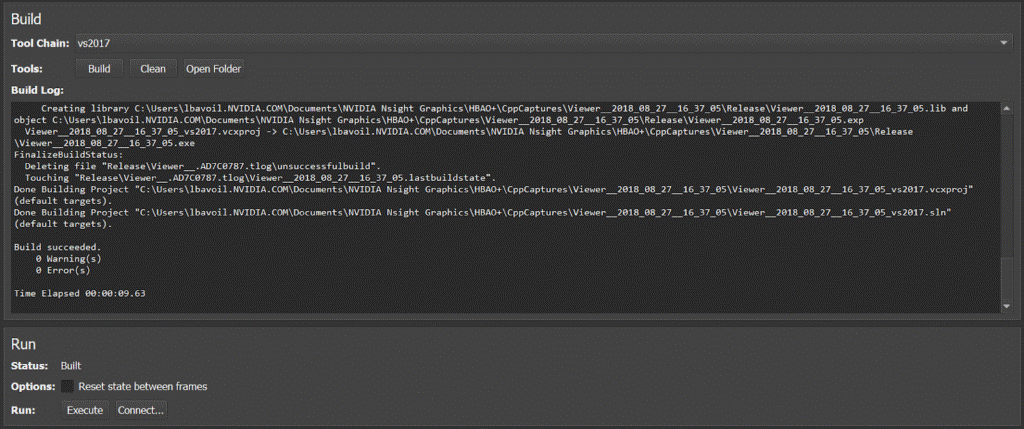 Build
Tool Chain: vs2017
Tools: Build Clean Open Folder
Build Log:
Creating library C:\Users\lbavoil.NVIDIA.COM\Documents\NVIDIA Nsight Graphics\HBAO+\CppCaptures\Viewer__2018_08_27__16_37_05\Release\Viewer__2018_08_27__16_37_05.lib and
object C:\Users\lbavoil.NVIDIA.COM\Documents\NVIDIA Nsight Graphics\HBAO+\CppCaptures\Viewer__2018_08_27__16_37_05\Release\Viewer__2018_08_27__16_37_05.exp
Viewer__2018_08_27__16_37_05_vs2017.vcxproj -> C:\Users\lbavoil.NVIDIA.COM\Documents\NVIDIA Nsight Graphics\HBAO+\CppCaptures\Viewer__2018_08_27__16_37_05\Release
\Viewer__2018_08_27__16_37_05.exe
FinalizeBuildStatus:
Deleting file "Release\Viewer__.AD7C0787.tlog\unsuccessfulbuild".
Touching "Release\Viewer__.AD7C0787.tlog\Viewer__2018_08_27__16_37_05.lastbuildstate".
Done Building Project "C:\Users\lbavoil.NVIDIA.COM\Documents\NVIDIA Nsight Graphics\HBAO+\CppCaptures\Viewer__2018_08_27__16_37_05\Viewer__2018_08_27__16_37_05_vs2017.vcxproj"
(default targets).
Done Building Project "C:\Users\lbavoil.NVIDIA.COM\Documents\NVIDIA Nsight Graphics\HBAO+\CppCaptures\Viewer__2018_08_27__16_37_05\Viewer__2018_08_27__16_37_05_vs2017.sln"
(default targets).
Build succeeded.
0 Warning(s)
0 Error(s)
Time Elapsed 00:00:09.63
Run
Status: Built
Options: Reset state between frames
Run: Execute Connect...